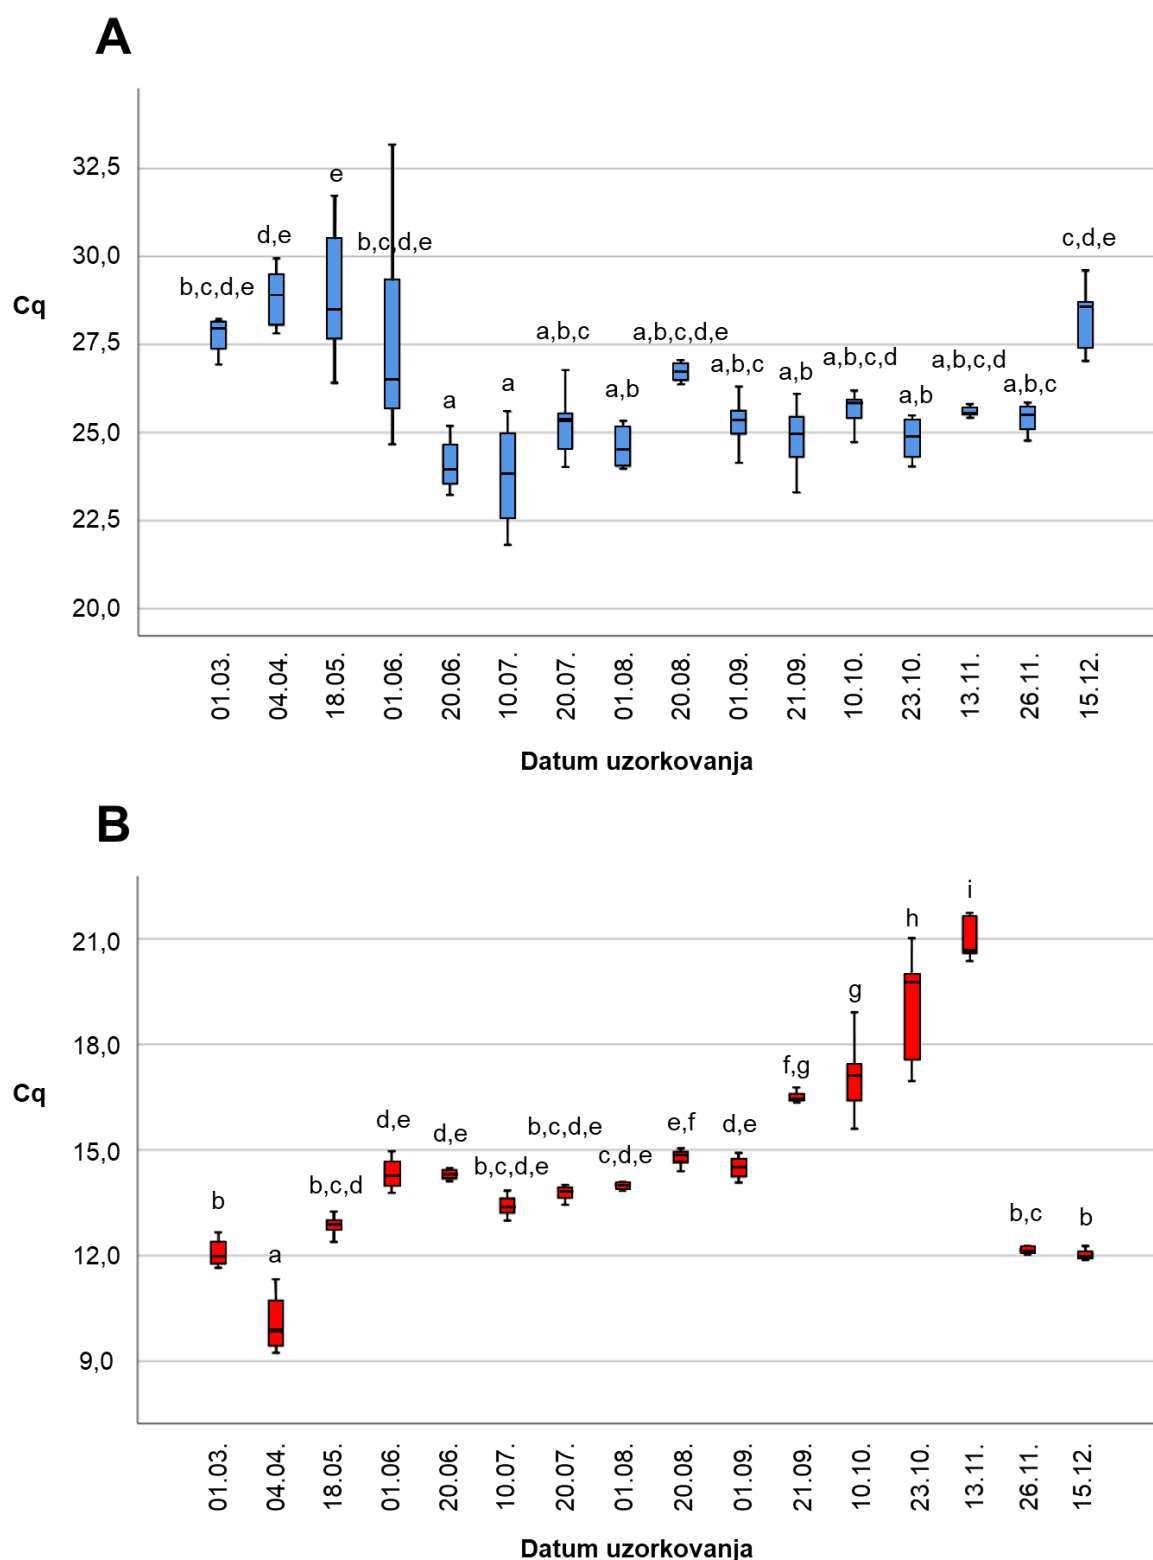 A
32,5
30,0
27,5
25,0
22,5
20,0
Cq
b,c,d,e
d,e
e
b,c,d,e
a
a
a,b,c
a,b
a,b,c,d,e
a,b,c
a,b
a,b,c,d
a,b
a,b,c,d
a,b,c
c,d,e
01.03.
04.04.
18.05.
01.06.
20.06.
10.07.
20.07.
01.08.
20.08.
01.09.
21.09.
10.10.
23.10.
13.11.
26.11.
15.12.
Datum uzorkovanja
B
21,0
18,0
15,0
12,0
9,0
Cq
b
a
b,c,d
d,e
d,e
b,c,d,e
b,c,d,e
c,d,e
e,f
d,e
f,g
g
h
i
b,c
b
01.03.
04.04.
18.05.
01.06.
20.06.
10.07.
20.07.
01.08.
20.08.
01.09.
21.09.
10.10.
23.10.
13.11.
26.11.
15.12.
Datum uzorkovanja